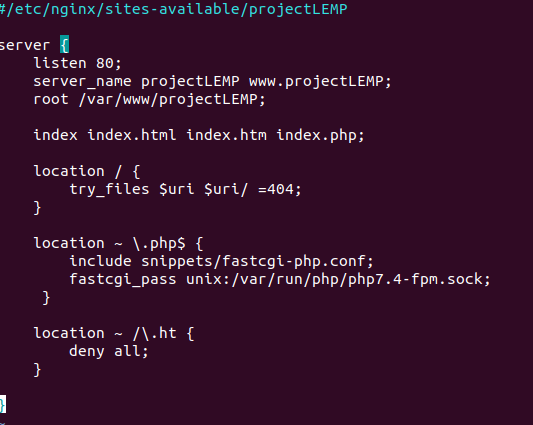 #/etc/nginx/sites-available/projectLEMP
server {
listen 80;
server_name projectLEMP www.projectLEMP;
root /var/www/projectLEMP;
index index.html index.htm index.php;
location / {
try_files $uri $uri/ =404;
}
location ~ \.php$ {
include snippets/fastcgi-php.conf;
fastcgi_pass unix:/var/run/php/php7.4-fpm.sock;
}
location ~ /\.ht {
deny all;
}
}
~